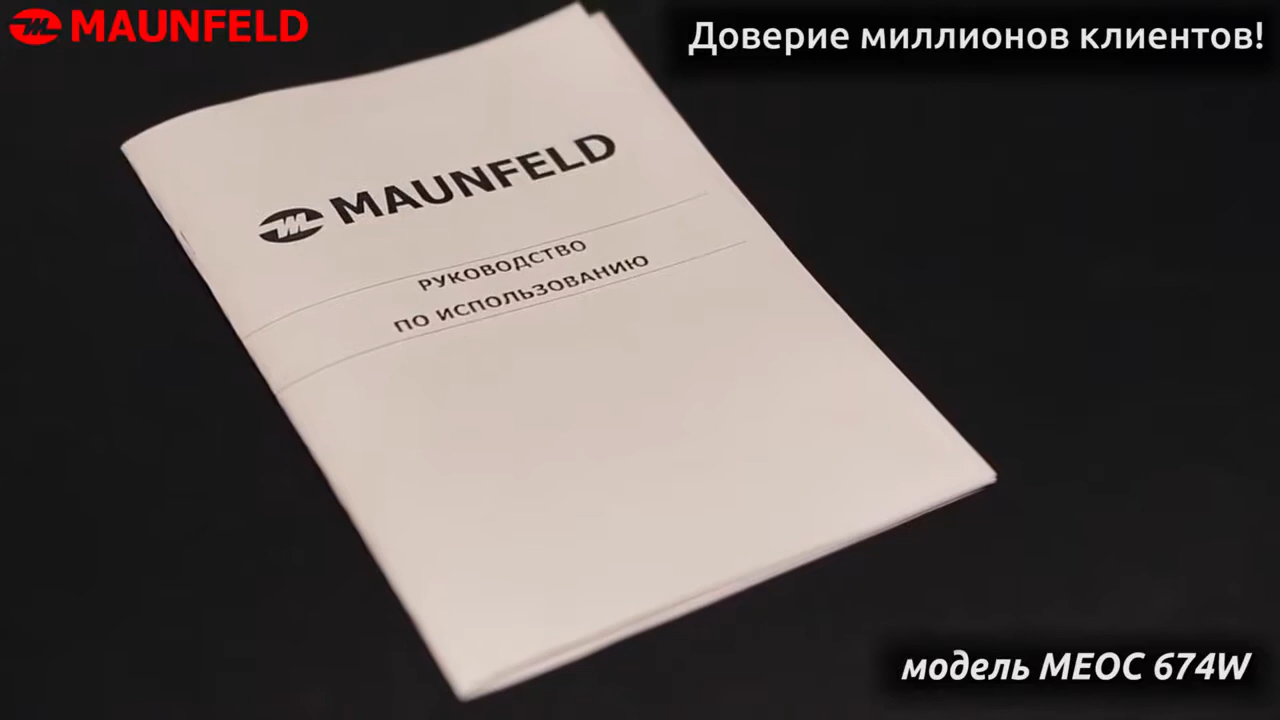 MAUNFELD
Доверие миллионов клиентов!
MAUNFELD
РУКОВОДСТВО
ПО ИСПОЛЬЗОВАНИЮ
модель MEOC 674W